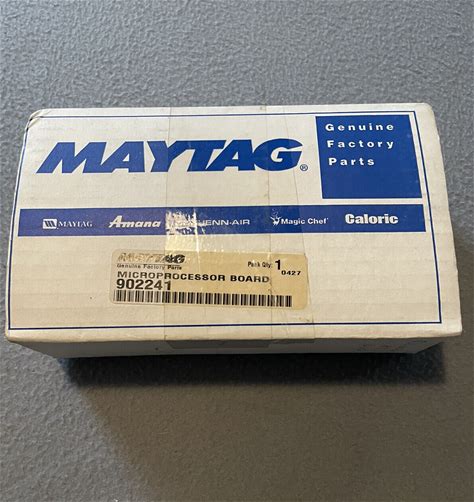 Genuine
Factory
Parts
MAYTAG®
MAYTAG Amana JENN-AIR Magic Chef® Caloric
MAYTAG
Genuine Factory Parts
Pack Qty: 1
0427
MICROPROCESSOR BOARD
902241